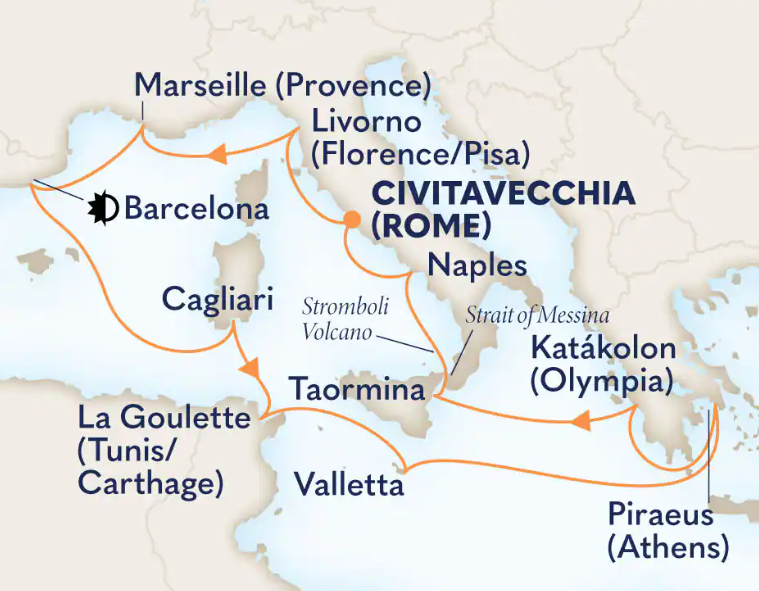 Marseille (Provence)
Livorno
(Florence/Pisa)
CIVITAVECCHIA
(ROME)
Barcelona
Naples
Cagliari
Stromboli
Volcano
Strait of Messina
Katákolon
(Olympia)
Taormina
La Goulette
(Tunis/
Carthage)
Valletta
Piraeus
(Athens)